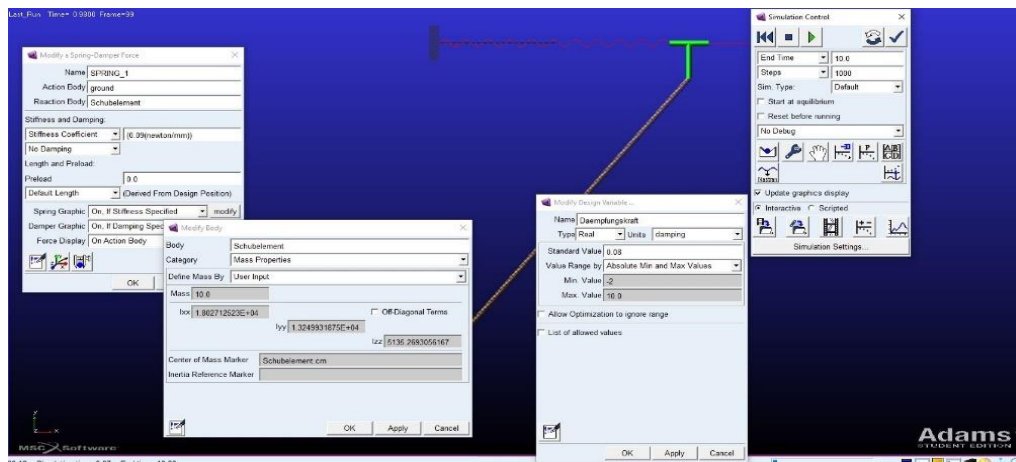 Last_Run Time= 0.9800 Frame=99
Modify a Spring-Damper Force
Name SPRING_1
Action Body ground
Reaction Body Schubelement
Stiffness and Damping:
Stiffness Coefficient (6.09(newton/mm))
No Damping
Length and Preload:
Preload 0.0
Default Length (Derived From Design Position)
Spring Graphic On, If Stiffness Specified modify
Damper Graphic On, If Damping Spec
Force Display On Action Body
OK
Modify Body
Body Schubelement
Category Mass Properties
Define Mass By User Input
Mass 10.0
Ixx 1.802712523E+04 Off-Diagonal Terms
Iyy 1.3249931875E+04
Izz 5135.2693056167
Center of Mass Marker Schubelement.cm
Inertia Reference Marker
OK Apply Cancel
Modify Design Variable ...
Name Daempfungskraft
Type Real Units damping
Standard Value 0.08
Value Range by Absolute Min and Max Values
Min. Value -2
Max. Value 10.0
Allow Optimization to ignore range
List of allowed values
OK Apply Cancel
Simulation Control
End Time 10.0
Steps 1000
Sim. Type: Default
Start at equilibrium
Reset before running
No Debug
Nastran
Update graphics display
Interactive Scripted
Simulation Settings...
MSC Software
Adams
STUDENT EDITION